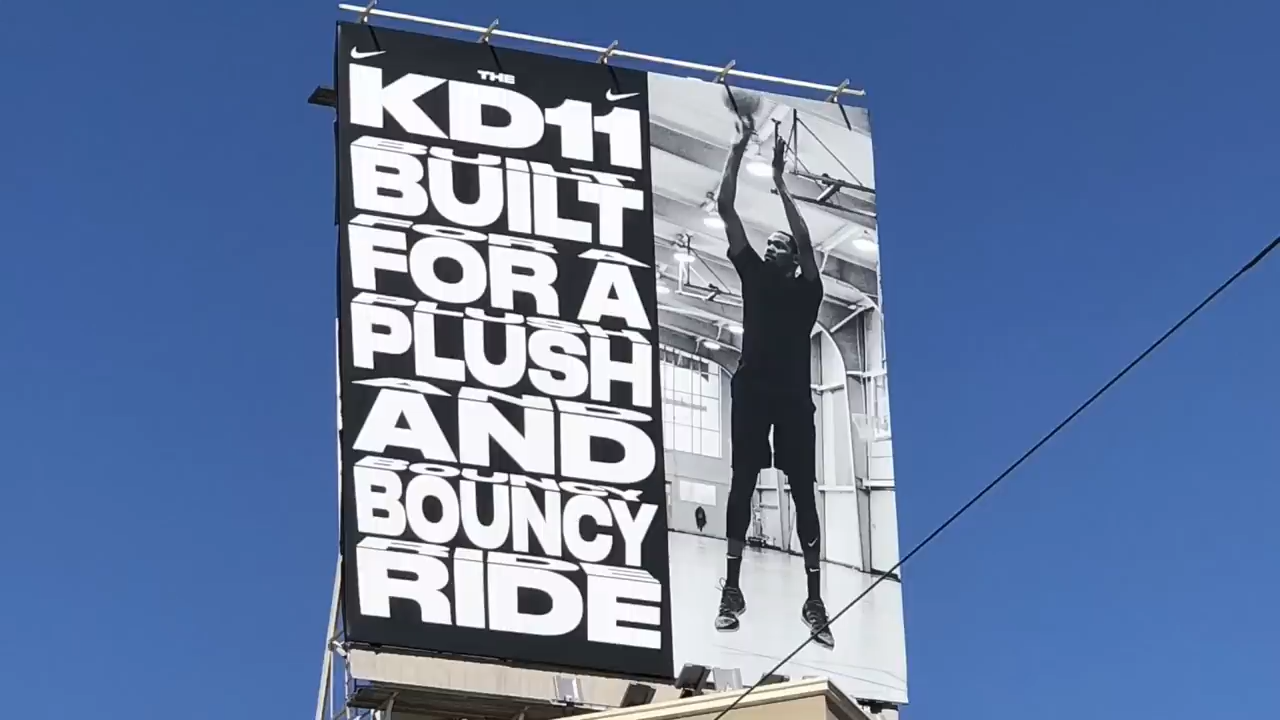 THE
KD11
BUILT
FOR A
PLUSH
AND
BOUNCY
RIDE